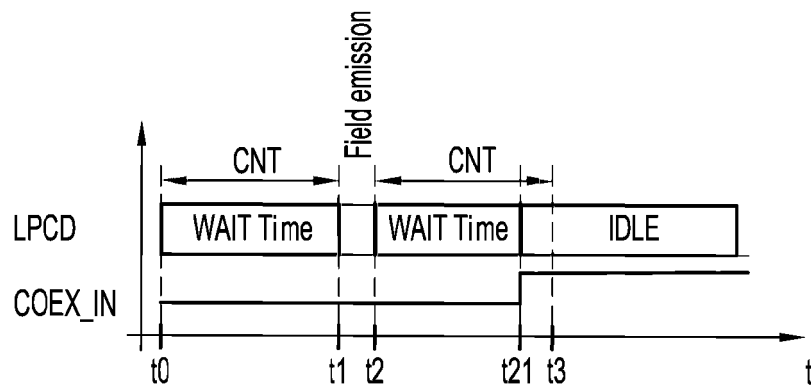 Field emission
CNT CNT
LPCD WAIT Time WAIT Time IDLE
COEX_IN
t0 t1 t2 t21 t3 t